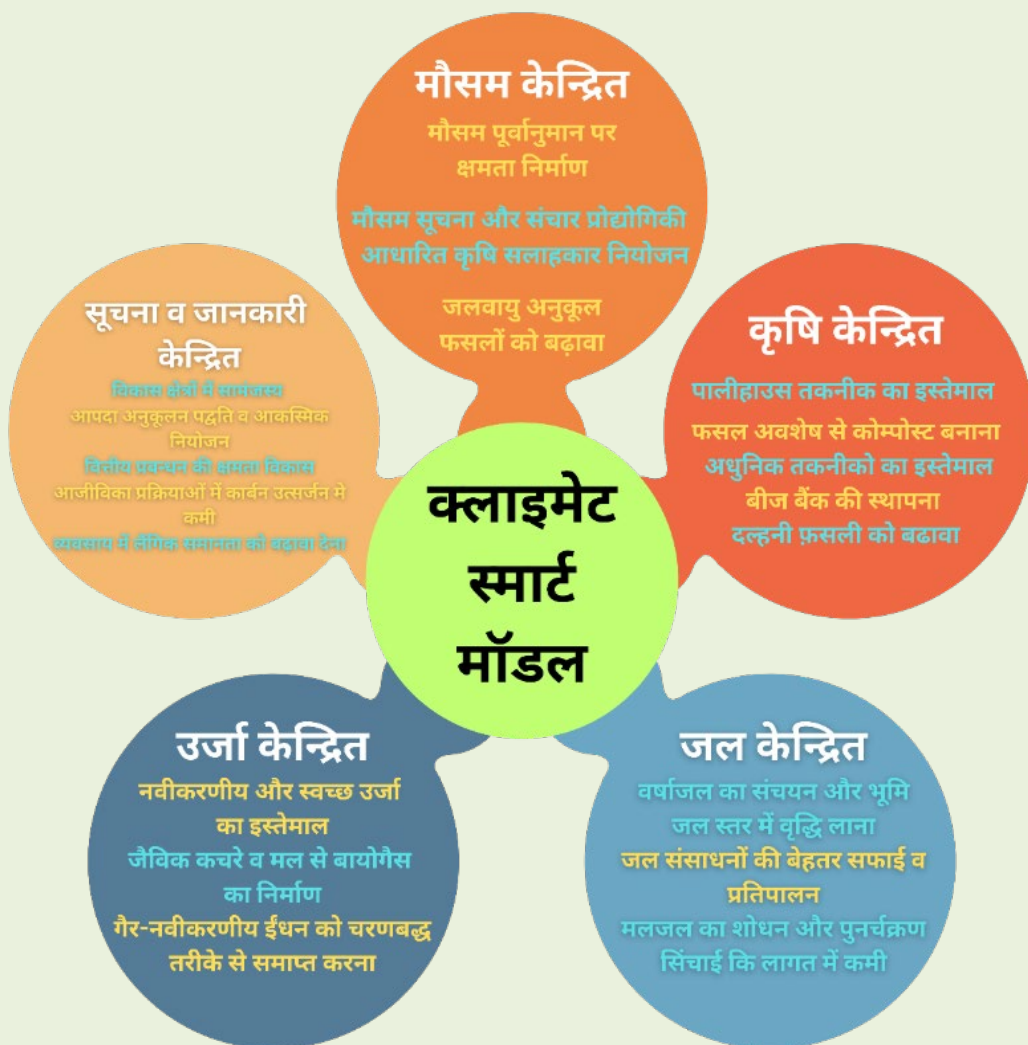 मौसम केन्द्रित
मौसम पूर्वानुमान पर
क्षमता निर्माण
मौसम सूचना और संचार प्रोद्योगिकी
आधारित कृषि सलाहकार नियोजन
जलवायु अनुकूल
फसलों को बढ़ावा
कृषि केन्द्रित
पालीहाउस तकनीक का इस्तेमाल
फसल अवशेष से कोम्पोस्ट बनाना
अधुनिक तकनीको का इस्तेमाल
बीज बैंक की स्थापना
दल्हनी फ़सली को बढावा
जल केन्द्रित
वर्षाजल का संचयन और भूमि
जल स्तर में वृद्धि लाना
जल संसाधनों की बेहतर सफाई व
प्रतिपालन
मलजल का शोधन और पुनर्चक्रण
सिंचाई कि लागत में कमी
उर्जा केन्द्रित
नवीकरणीय और स्वच्छ उर्जा
का इस्तेमाल
जैविक कचरे व मल से बायोगैस
का निर्माण
गैर-नवीकरणीय ईंधन को चरणबद्ध
तरीके से समाप्त करना
सूचना व जानकारी
केन्द्रित
विकास क्षेत्रों में सामंजस्य
आपदा अनुकूलन पद्वति व आकस्मिक
नियोजन
वित्तीय प्रबन्धन की क्षमता विकास
आजीविका प्रक्रियाओं में कार्बन उत्सर्जन मे
कमी
व्यवसाय में लैंगिक समानता को बढ़ावा देना
क्लाइमेट
स्मार्ट
मॉडल